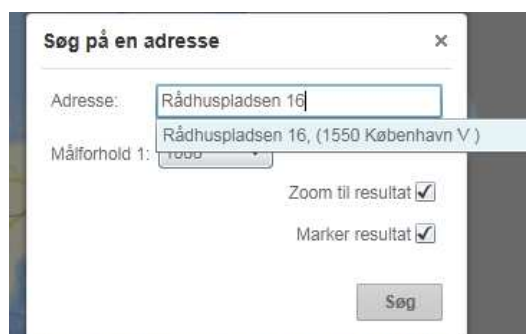 Søg på en adresse ×
Adresse: Rådhuspladsen 16
Rådhuspladsen 16, (1550 København V )
Målforhold 1: 1000
Zoom til resultat
Marker resultat
Søg